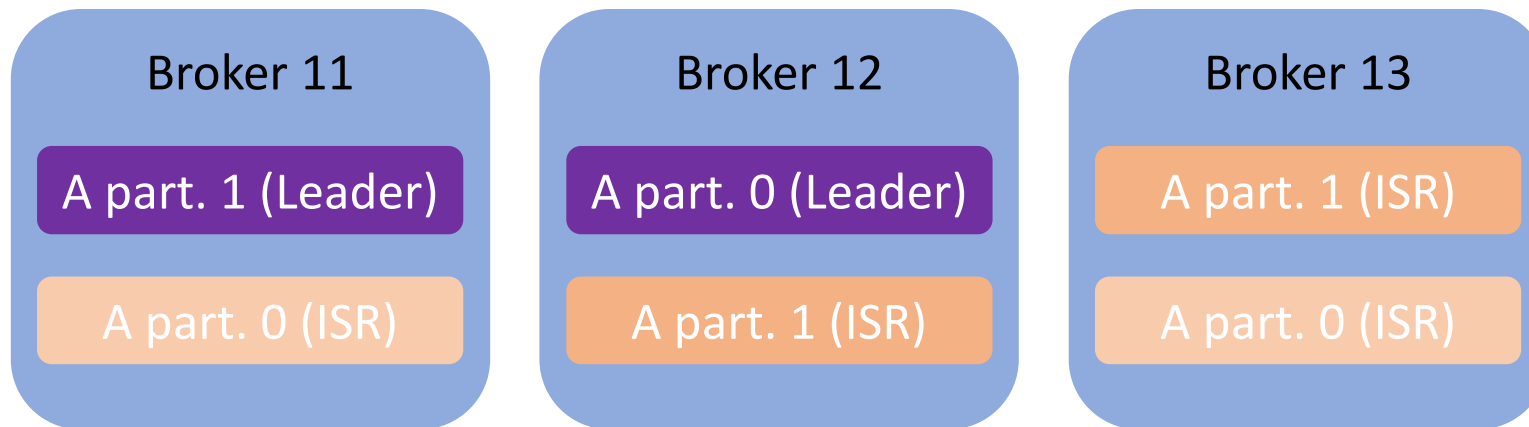 Broker 11
A part. 1 (Leader)
A part. 0 (ISR)
Broker 12
A part. 0 (Leader)
A part. 1 (ISR)
Broker 13
A part. 1 (ISR)
A part. 0 (ISR)